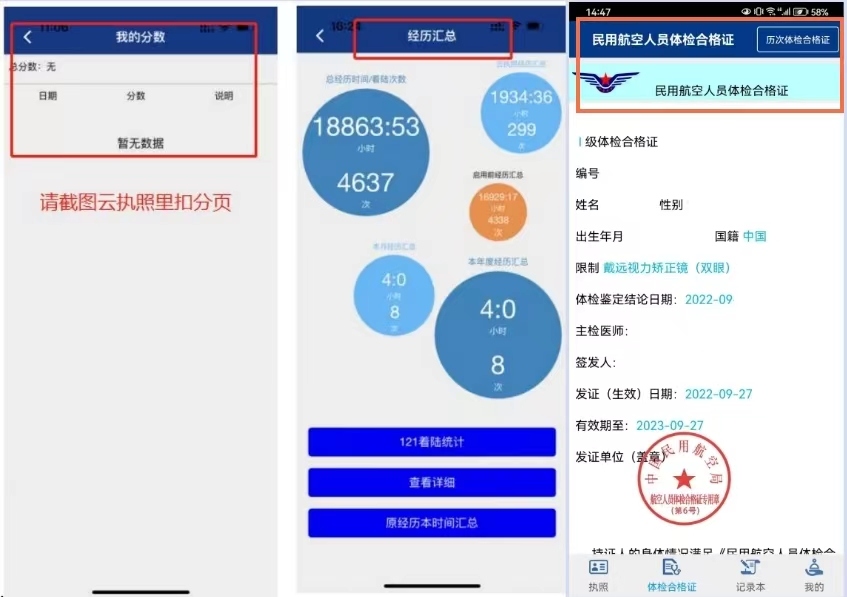 11:06
我的分数
总分数：无
日期 分数 说明
暂无数据
请截图云执照里扣分页
16:24
经历汇总
总经历时间/着陆次数
18863:53
小时
4637
次
1934:36
小时
299
次
启用前经历汇总
16929:17
小时
4338
次
本月经历汇总
4:0
小时
8
次
本年度经历汇总
4:0
小时
8
次
121着陆统计
查看详细
原经历本时间汇总
14:47
58%
民用航空人员体检合格证
历次体检合格证
民用航空人员体检合格证
I级体检合格证
编号
姓名 性别
出生年月 国籍 中国
限制 戴远视力矫正镜（双眼）
体检鉴定结论日期：2022-09
主检医师：
签发人：
发证（生效）日期：2022-09-27
有效期至：2023-09-27
发证单位（盖章）
中国民用航空局
航空人员体检合格证专用章
(第6号)
持证人的身体情况满足《民用航空人员体检合
执照 体检合格证 记录本 我的